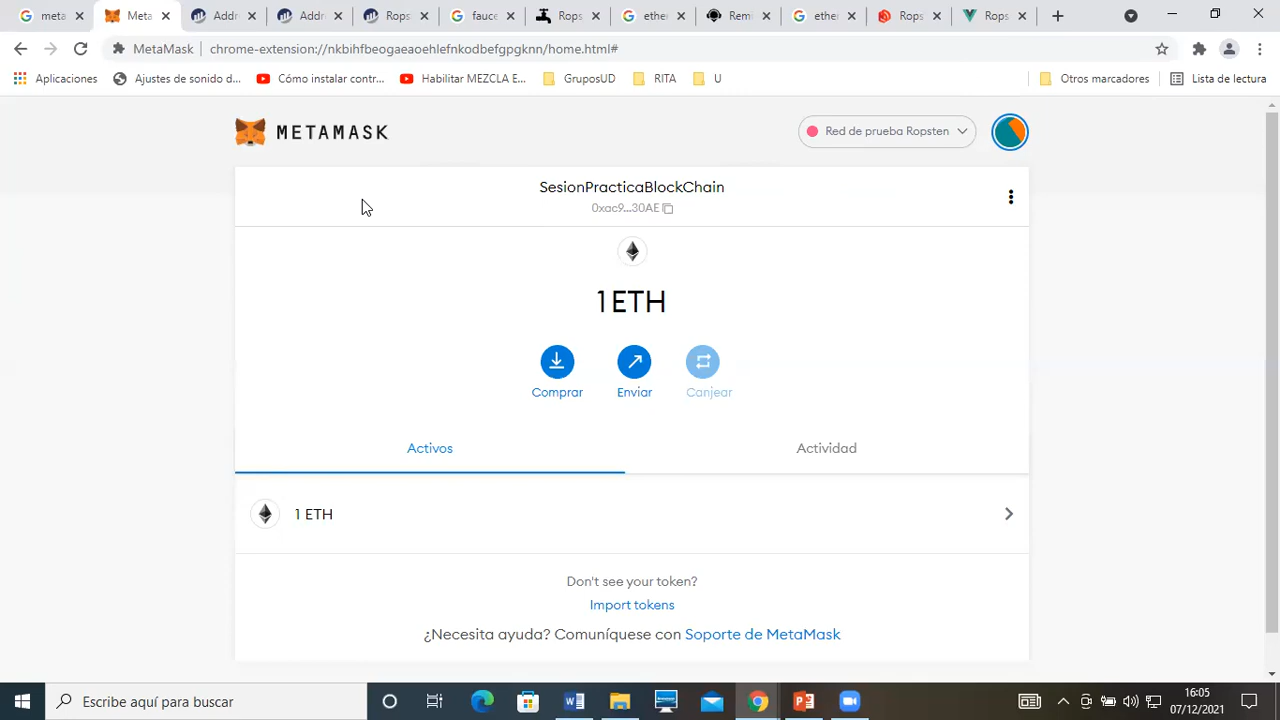 meta
Meta
Addr
Addr
Rops
fauce
Rops
ether
Remi
ether
Rops
Rops
MetaMask
chrome-extension://nkbihfbeogaeaoehlefnkodbefgpgknn/home.html#
Aplicaciones
Ajustes de sonido d...
Cómo instalar contr...
Habilitar MEZCLA E...
GruposUD
RITA
U
Otros marcadores
Lista de lectura
METAMASK
Red de prueba Ropsten
SesionPracticaBlockChain
0xac9...30AE
1 ETH
Comprar
Enviar
Canjear
Activos
Actividad
1 ETH
Don't see your token?
Import tokens
¿Necesita ayuda? Comuníquese con Soporte de MetaMask
Escribe aquí para buscar
16:05
07/12/2021